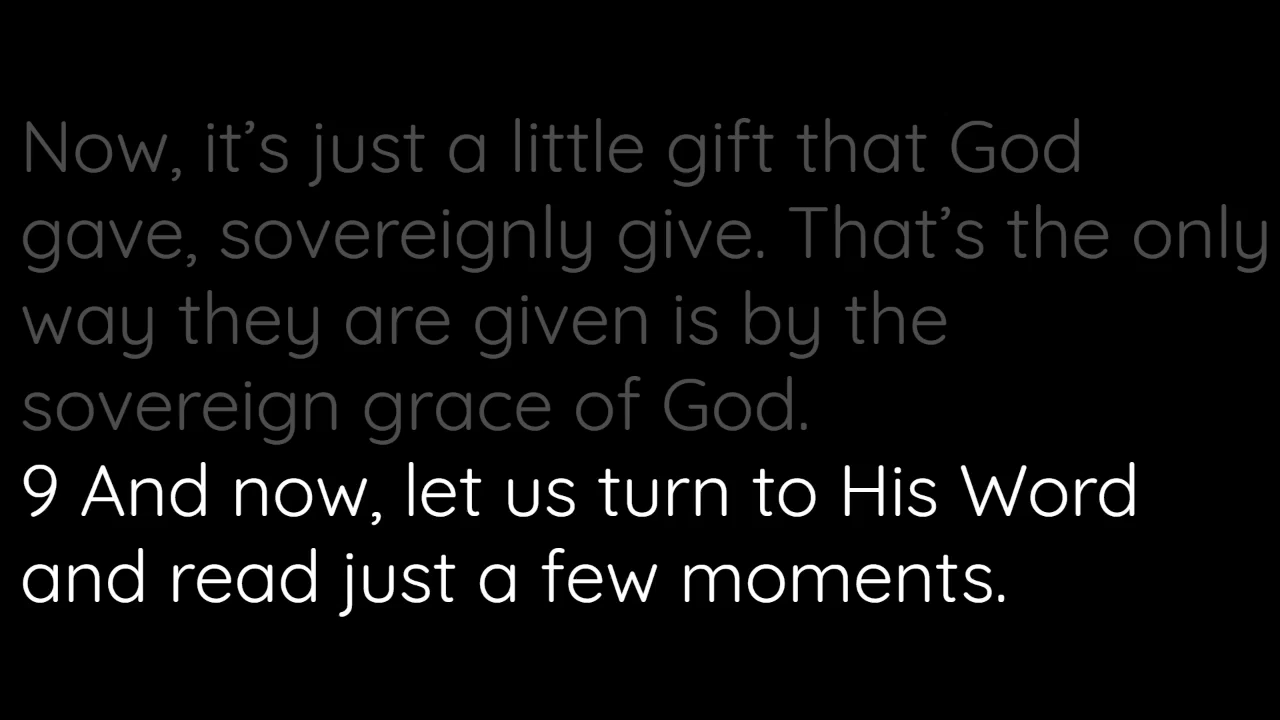 Now, it’s just a little gift that God
gave, sovereignly give. That’s the only
way they are given is by the
sovereign grace of God.
9 And now, let us turn to His Word
and read just a few moments.